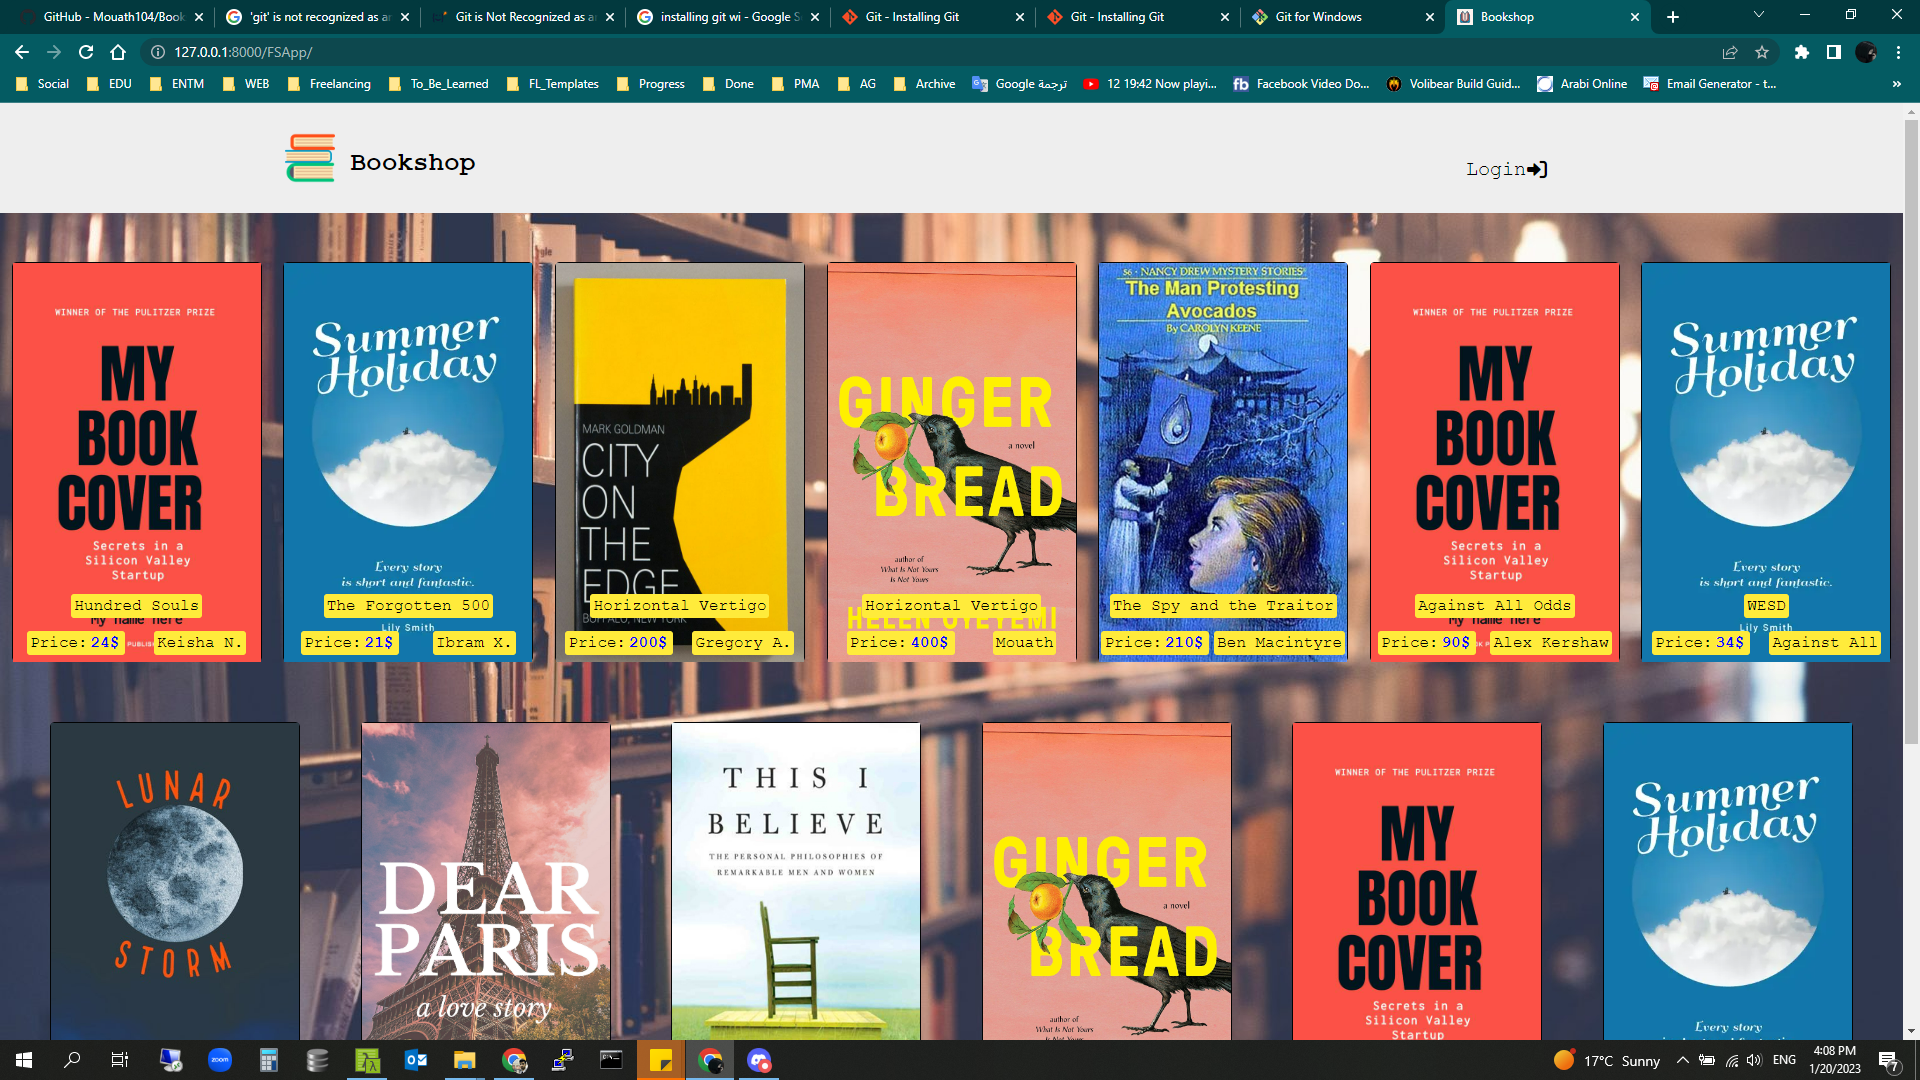 GitHub - Mouath104/Book
'git' is not recognized as an
Git is Not Recognized as a
installing git wi - Google S
Git - Installing Git
Git - Installing Git
Git for Windows
Bookshop
127.0.0.1:8000/FSApp/
Social
EDU
ENTM
WEB
Freelancing
To_Be_Learned
FL_Templates
Progress
Done
PMA
AG
Archive
Google ترجمة
12 19:42 Now playi...
Facebook Video Do...
Volibear Build Guid...
Arabi Online
Email Generator - t...
»
Bookshop
Login
WINNER OF THE PULITZER PRIZE
MY
BOOK
COVER
Secrets in a
Silicon Valley
Startup
Hundred Souls
My name here
Price: 24$
Keisha N.
Summer
Holiday
Every story
is short and fantastic.
The Forgotten 500
Lily Smith
Price: 21$
Ibram X.
MARK GOLDMAN
CITY
ON
THE
EDGE
Horizontal Vertigo
BUFFALO, NEW YORK
Price: 200$
Gregory A.
GINGER
a novel
BREAD
author of
What Is Not Yours
Is Not Yours
Horizontal Vertigo
HELEN OYEYEMI
Price: 400$
Mouath
56 - NANCY DREW MYSTERY STORIES®
The Man Protesting
Avocados
By CAROLYN KEENE
The Spy and the Traitor
Price: 210$
Ben Macintyre
WINNER OF THE PULITZER PRIZE
MY
BOOK
COVER
Secrets in a
Silicon Valley
Startup
Against All Odds
My name here
Price: 90$
Alex Kershaw
Summer
Holiday
Every story
is short and fantastic.
WESD
Lily Smith
Price: 34$
Against All
LUNAR
STORM
DEAR
PARIS
a love story
THIS I
BELIEVE
THE PERSONAL PHILOSOPHIES OF
REMARKABLE MEN AND WOMEN
GINGER
a novel
BREAD
author of
What Is Not Yours
WINNER OF THE PULITZER PRIZE
MY
BOOK
COVER
Secrets in a
Silicon Valley
Startup
Summer
Holiday
Every story
zoom
17°C Sunny
ENG
4:08 PM
1/20/2023
7